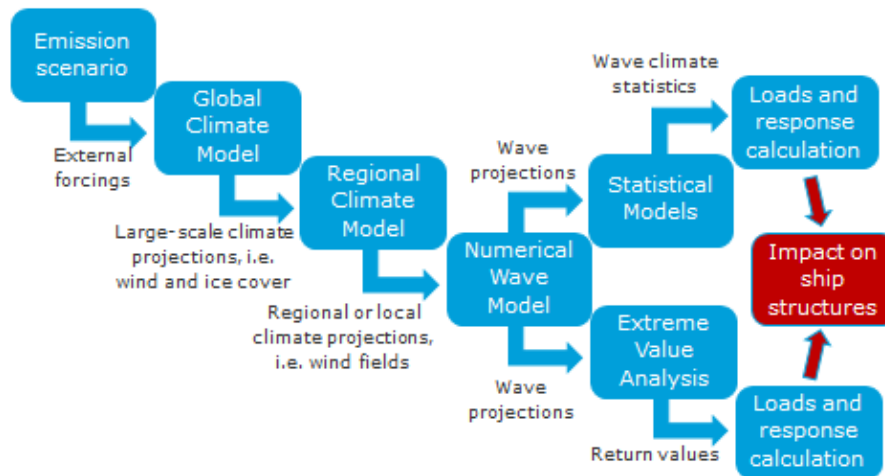 Emission
scenario
External
forcings
Global
Climate
Model
Large-scale climate
projections, i.e.
wind and ice cover
Regional
Climate
Model
Regional or local
climate projections,
i.e. wind fields
Numerical
Wave
Model
Wave
projections
Statistical
Models
Wave climate
statistics
Loads and
response
calculation
Wave
projections
Extreme
Value
Analysis
Return values
Loads and
response
calculation
Impact on
ship
structures